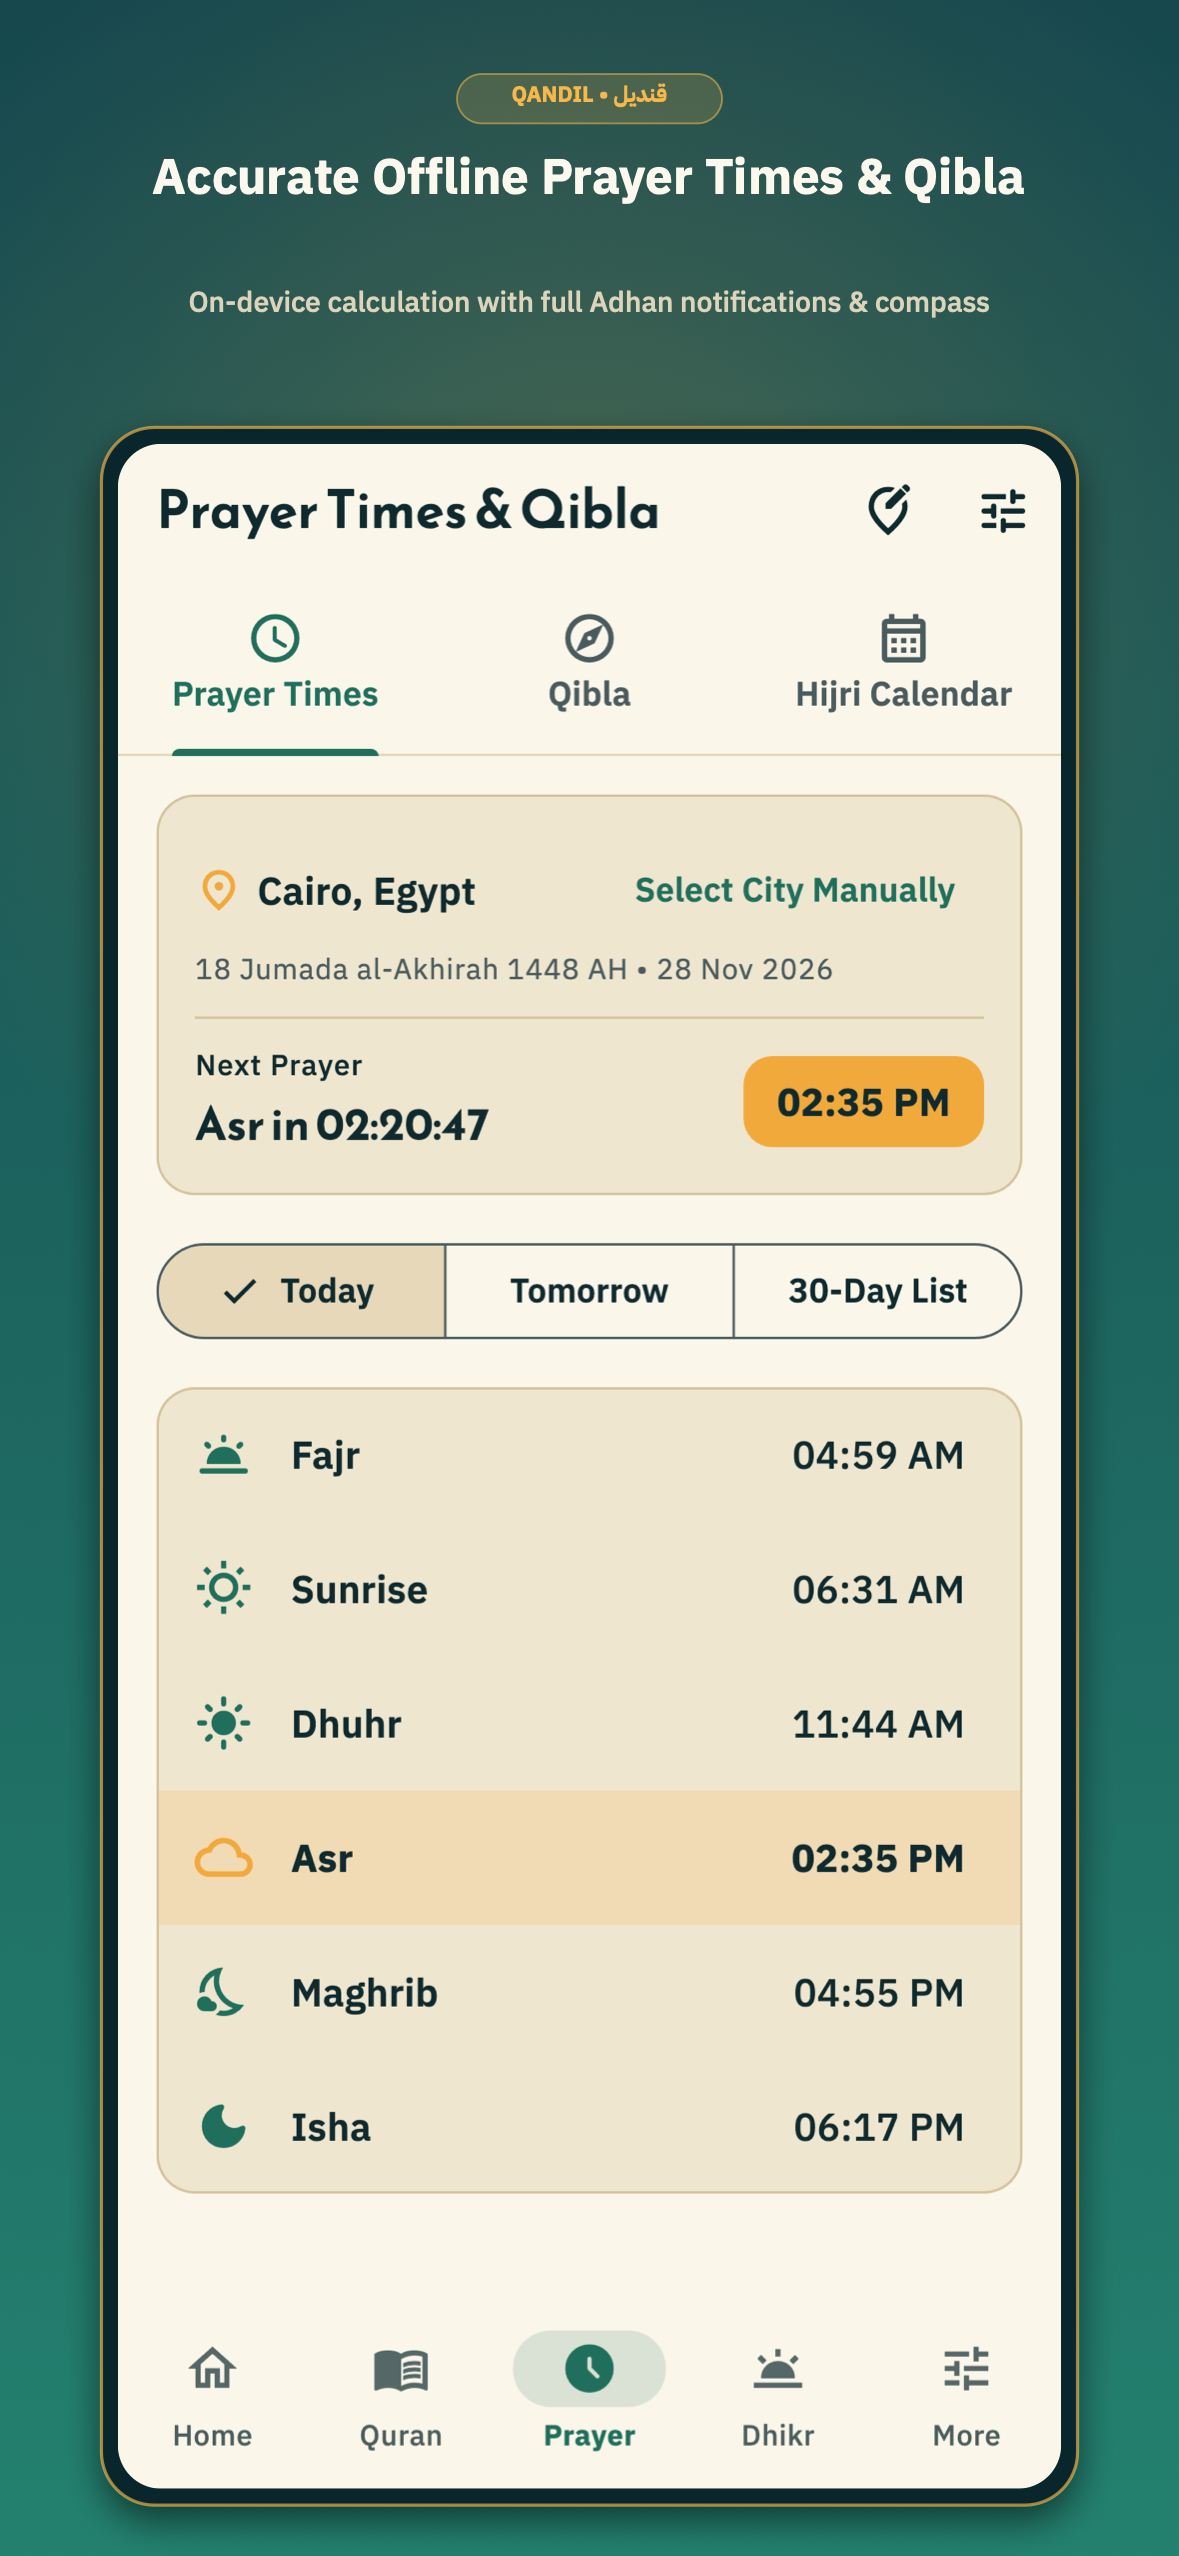 QANDIL • قنديل
Accurate Offline Prayer Times & Qibla
On-device calculation with full Adhan notifications & compass
Prayer Times & Qibla
Prayer Times
Qibla
Hijri Calendar
Cairo, Egypt
Select City Manually
18 Jumada al-Akhirah 1448 AH • 28 Nov 2026
Next Prayer
Asr in 02:20:47
02:35 PM
Today
Tomorrow
30-Day List
Fajr 04:59 AM
Sunrise 06:31 AM
Dhuhr 11:44 AM
Asr 02:35 PM
Maghrib 04:55 PM
Isha 06:17 PM
Home
Quran
Prayer
Dhikr
More